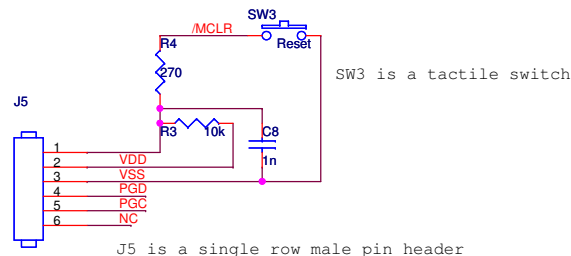 SW3
/MCLR
R4
Reset
270
SW3 is a tactile switch
J5
R3
10k
C8
1
2
VDD
1n
3
VSS
4
PGD
5
PGC
6
NC
J5 is a single row male pin header